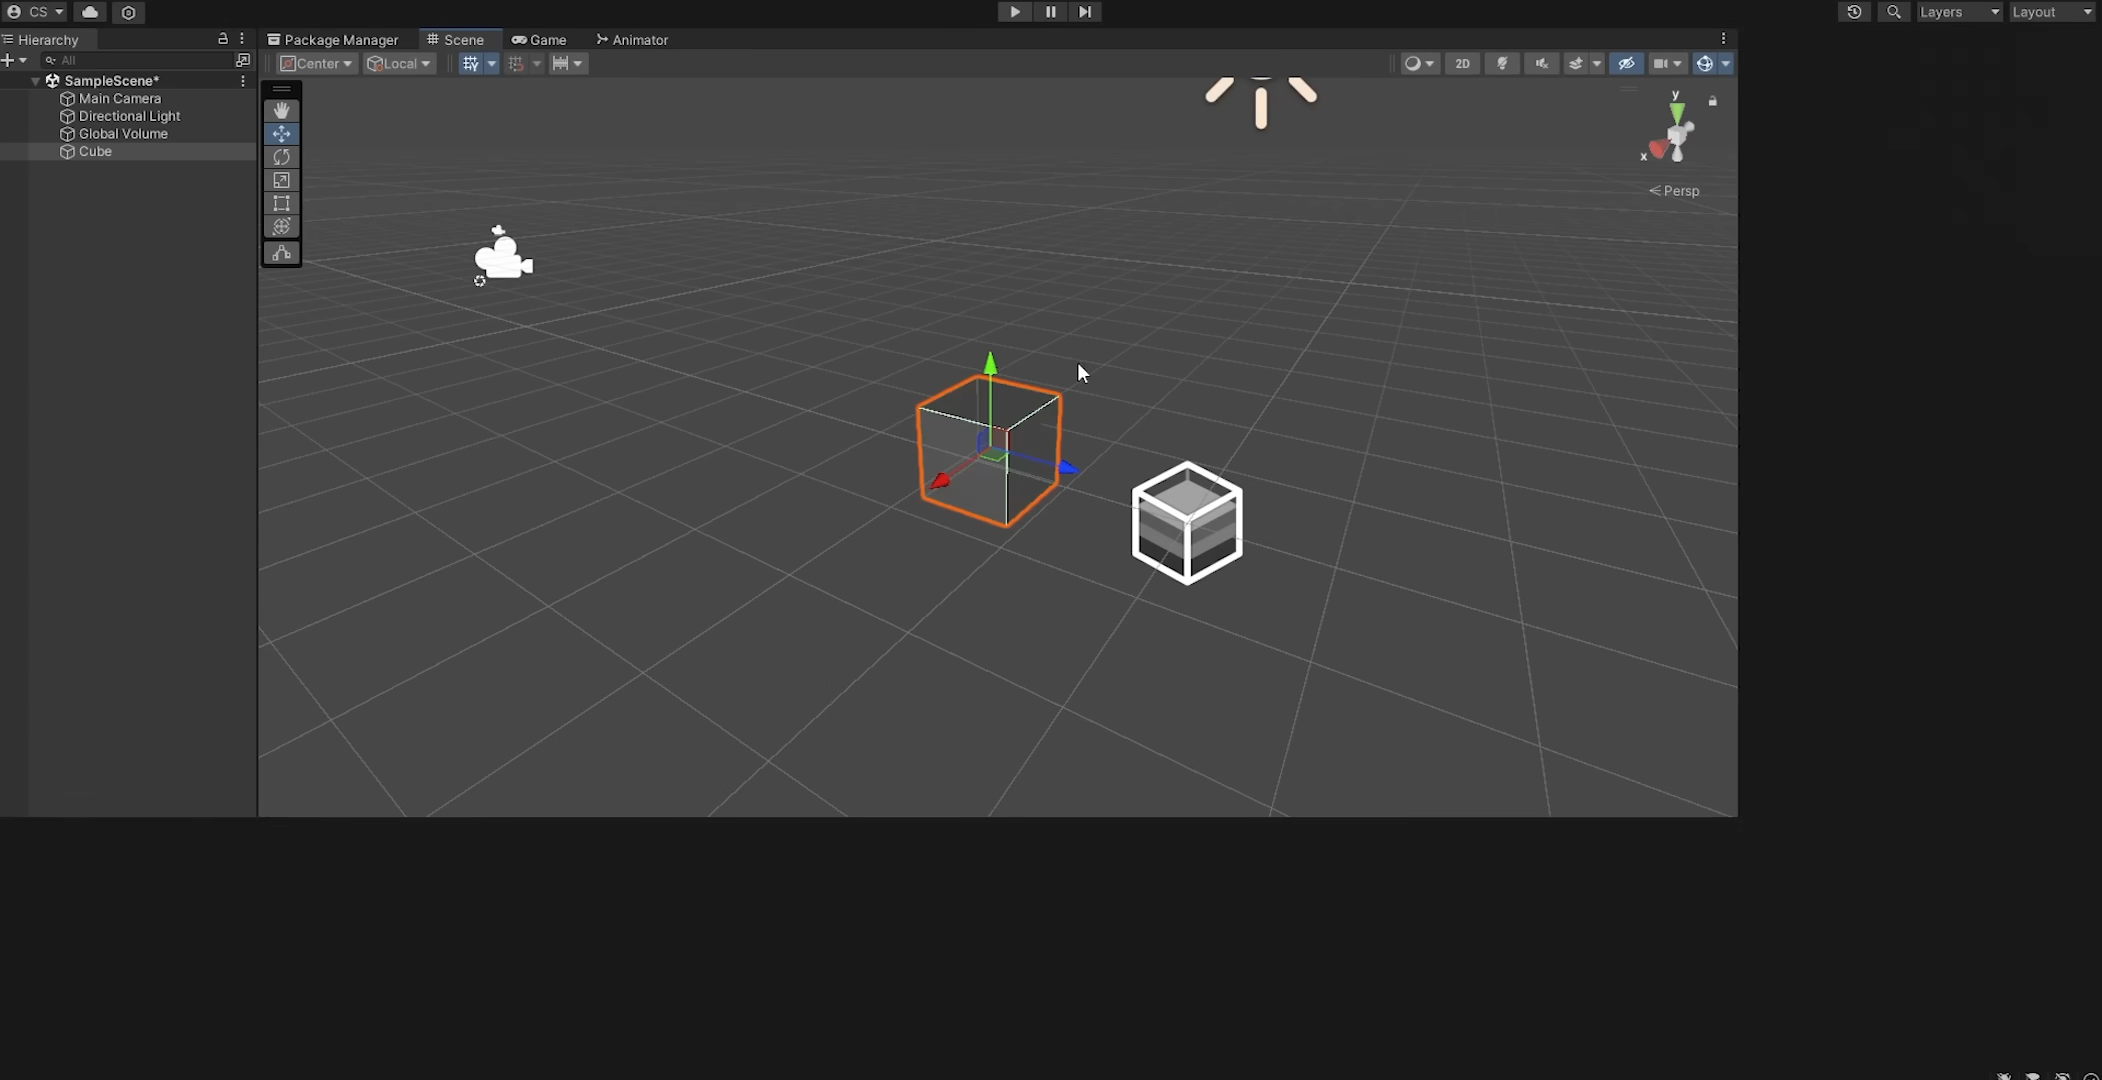 CS
Layers
Layout
Hierarchy
Package Manager
Scene
Game
Animator
All
Center
Local
2D
SampleScene*
Main Camera
Directional Light
Global Volume
Cube
y
x
Persp